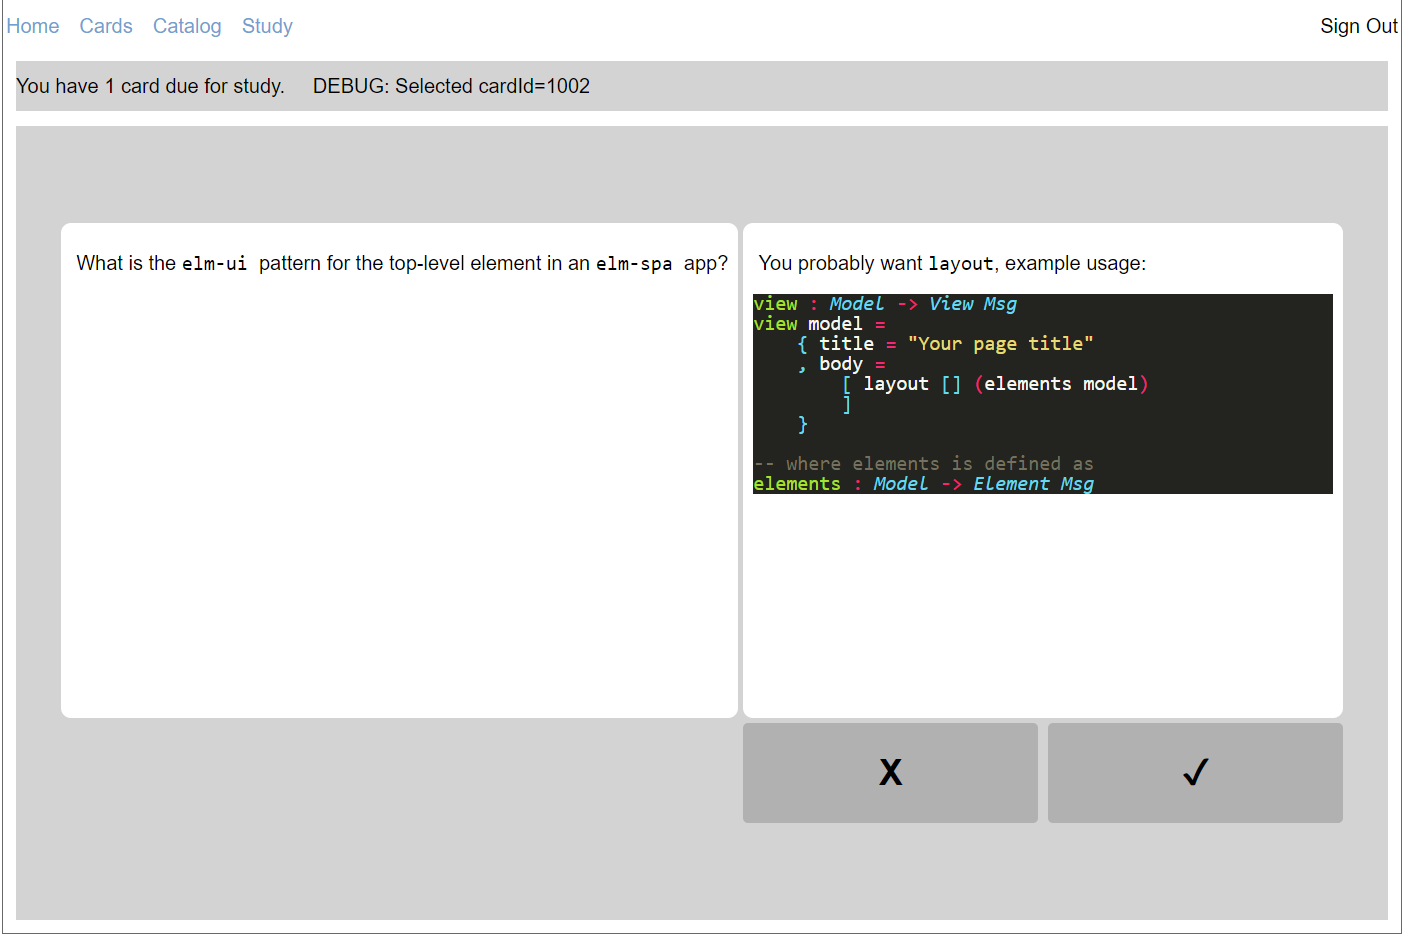 Home Cards Catalog Study Sign Out
You have 1 card due for study. DEBUG: Selected cardId=1002
What is the elm-ui pattern for the top-level element in an elm-spa app?
You probably want layout, example usage:
view : Model -> View Msg
view model =
    { title = "Your page title"
    , body =
        [ layout [] (elements model)
        ]
    }
-- where elements is defined as
elements : Model -> Element Msg
X ✓